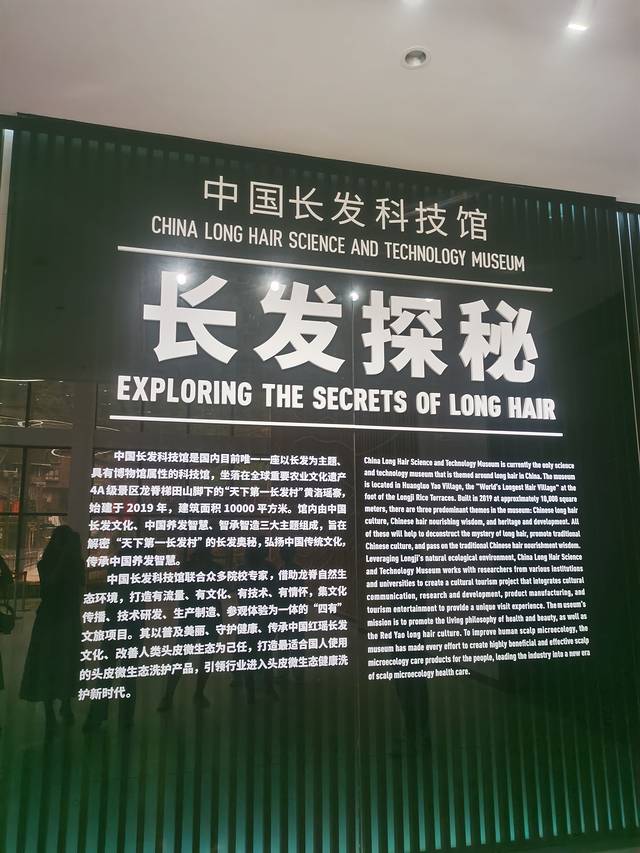 中国长发科技馆
CHINA LONG HAIR SCIENCE AND TECHNOLOGY MUSEUM
长发探秘
EXPLORING THE SECRETS OF LONG HAIR
中国长发科技馆是国内目前唯一一座以长发为主题、
具有博物馆属性的科技馆，坐落在全球重要农业文化遗产
4A级景区龙脊梯田山脚下的“天下第一长发村”黄洛瑶寨，
始建于 2019 年，建筑面积 10000 平方米。馆内由中国
长发文化、中国养发智慧、智承智造三大主题组成，旨在
解密“天下第一长发村”的长发奥秘，弘扬中国传统文化，
传承中国养发智慧。
中国长发科技馆联合众多院校专家，借助龙脊自然生
态环境，打造有流量、有文化、有技术、有情怀，集文化
传播、技术研发、生产制造、参观体验为一体的“四有”
文旅项目。其以普及美丽、守护健康、传承中国红瑶长发
文化、改善人类头皮微生态为己任，打造最适合国人使用
的头皮微生态洗护产品，引领行业进入头皮微生态健康洗
护新时代。
China Long Hair Science and Technology Museum is currently the only science
and technology museum that is themed around long hair in China. The museum
is located in Huangluo Yao Village, the "World's Longest Hair Village" at the
foot of the Longji Rice Terraces. Built in 2019 at approximately 10,000 square
meters, there are three predominant themes in the museum: Chinese long hair
culture, Chinese hair nourishing wisdom, and heritage and development. All
of these will help to deconstruct the mystery of long hair, promote traditional
Chinese culture, and pass on the traditional Chinese hair nourishment wisdom.
Leveraging Longji's natural ecological environment, China Long Hair Science
and Technology Museum works with researchers from various institutions
and universities to create a cultural tourism project that integrates cultural
communication, research and development, product manufacturing, and
tourism entertainment to provide a unique visit experience. The museum's
mission is to promote the living philosophy of health and beauty, as well as
the Red Yao long hair culture. To improve human scalp microecology, the
museum has made every effort to create highly beneficial and effective scalp
microecology care products for the people, leading the industry into a new era
of scalp microecology health care.